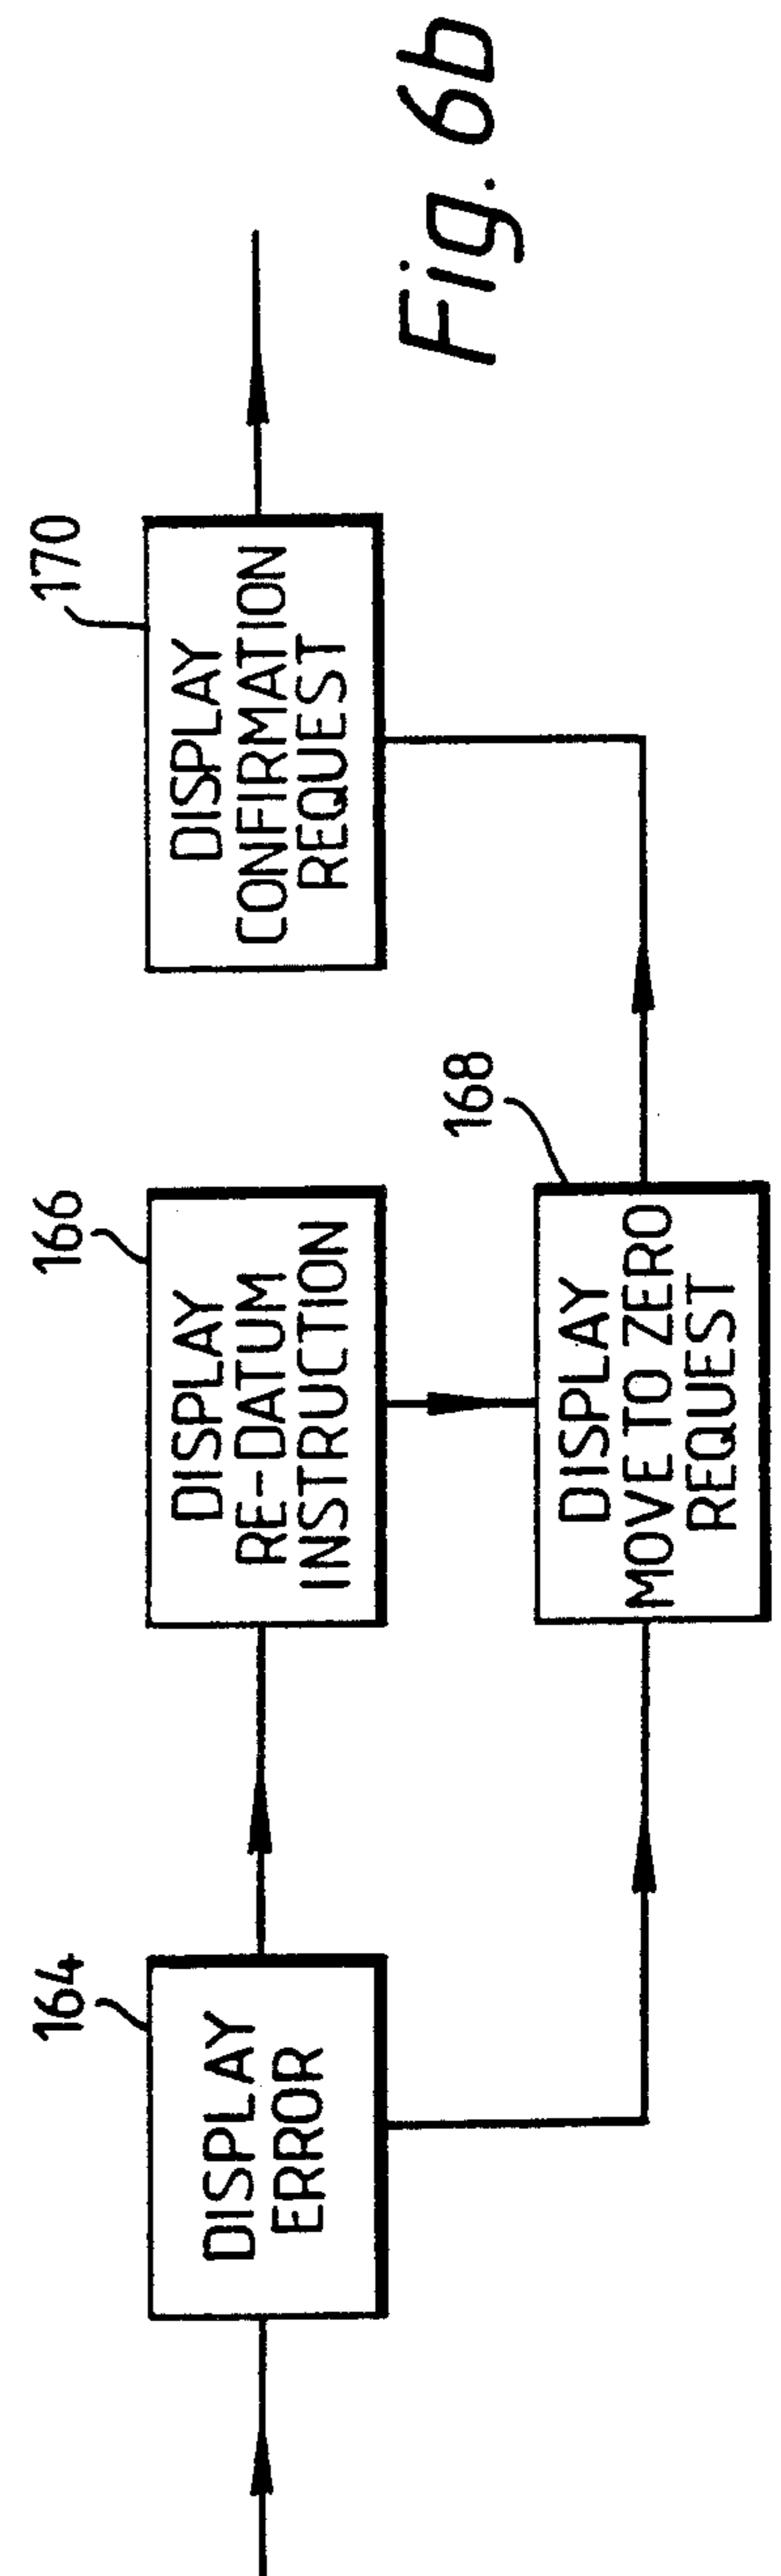 164
DISPLAY
ERROR
166
DISPLAY
RE-DATUM
INSTRUCTION
168
DISPLAY
MOVE TO ZERO
REQUEST
170
DISPLAY
CONFIRMATION
REQUEST
Fig. 6b